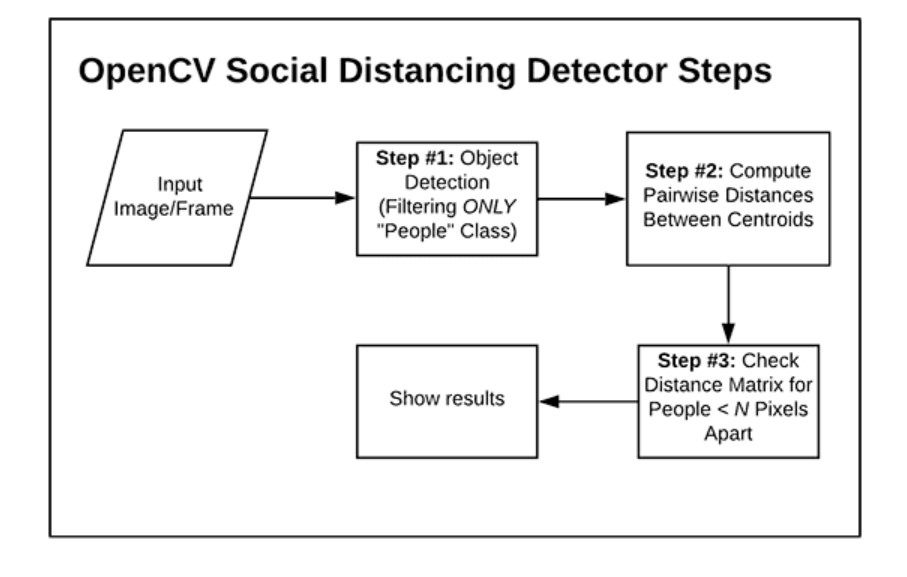 OpenCV Social Distancing Detector Steps
Input
Image/Frame
Step #1: Object
Detection
(Filtering ONLY
"People" Class)
Step #2: Compute
Pairwise Distances
Between Centroids
Step #3: Check
Distance Matrix for
People < N Pixels
Apart
Show results